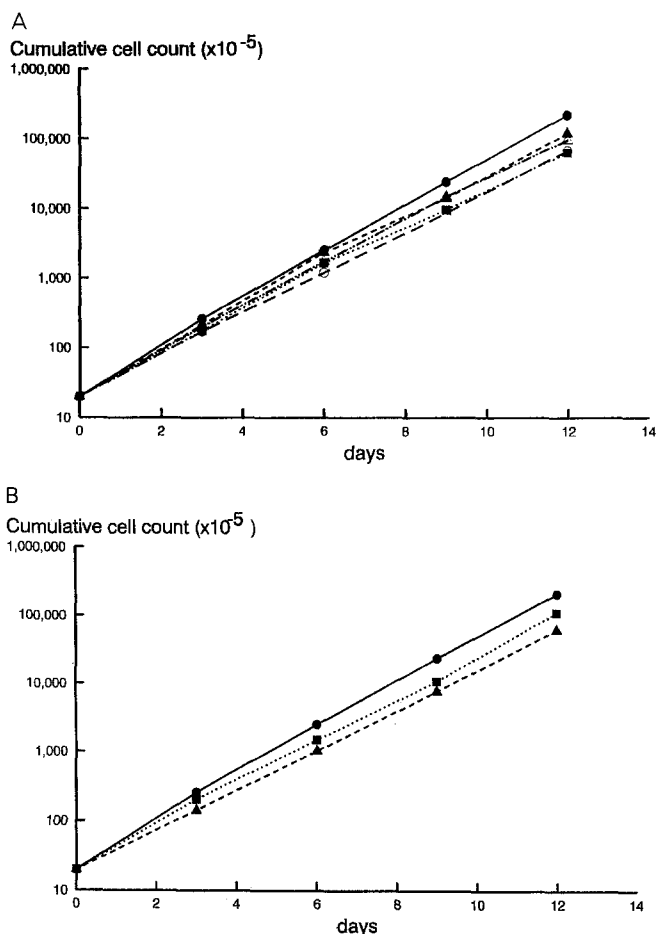 A
Cumulative cell count (x10-5)
1,000,000
100,000
10,000
1,000
100
10
0 2 4 6 8 10 12 14
days
B
Cumulative cell count (x10-5 )
1,000,000
100,000
10,000
1,000
100
10
0 2 4 6 8 10 12 14
days